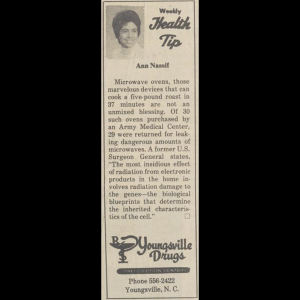 Weekly
Health
Tip
Ann Nassif
Microwave ovens, those
marvelous devices that can
cook a five-pound roast in
37 minutes are not an
unmixed blessing. Of 30
such ovens purchased by
an Army Medical Center,
29 were returned for leak-
ing dangerous amounts of
microwaves. A former U.S.
Surgeon General states,
"The most insidious effect
of radiation from electronic
products in the home in-
volves radiation damage to
the genes—the biological
blueprints that determine
the inherited characteris-
tics of the cell."
Youngsville
Drugs
Phone 556-2422
Youngsville, N. C.